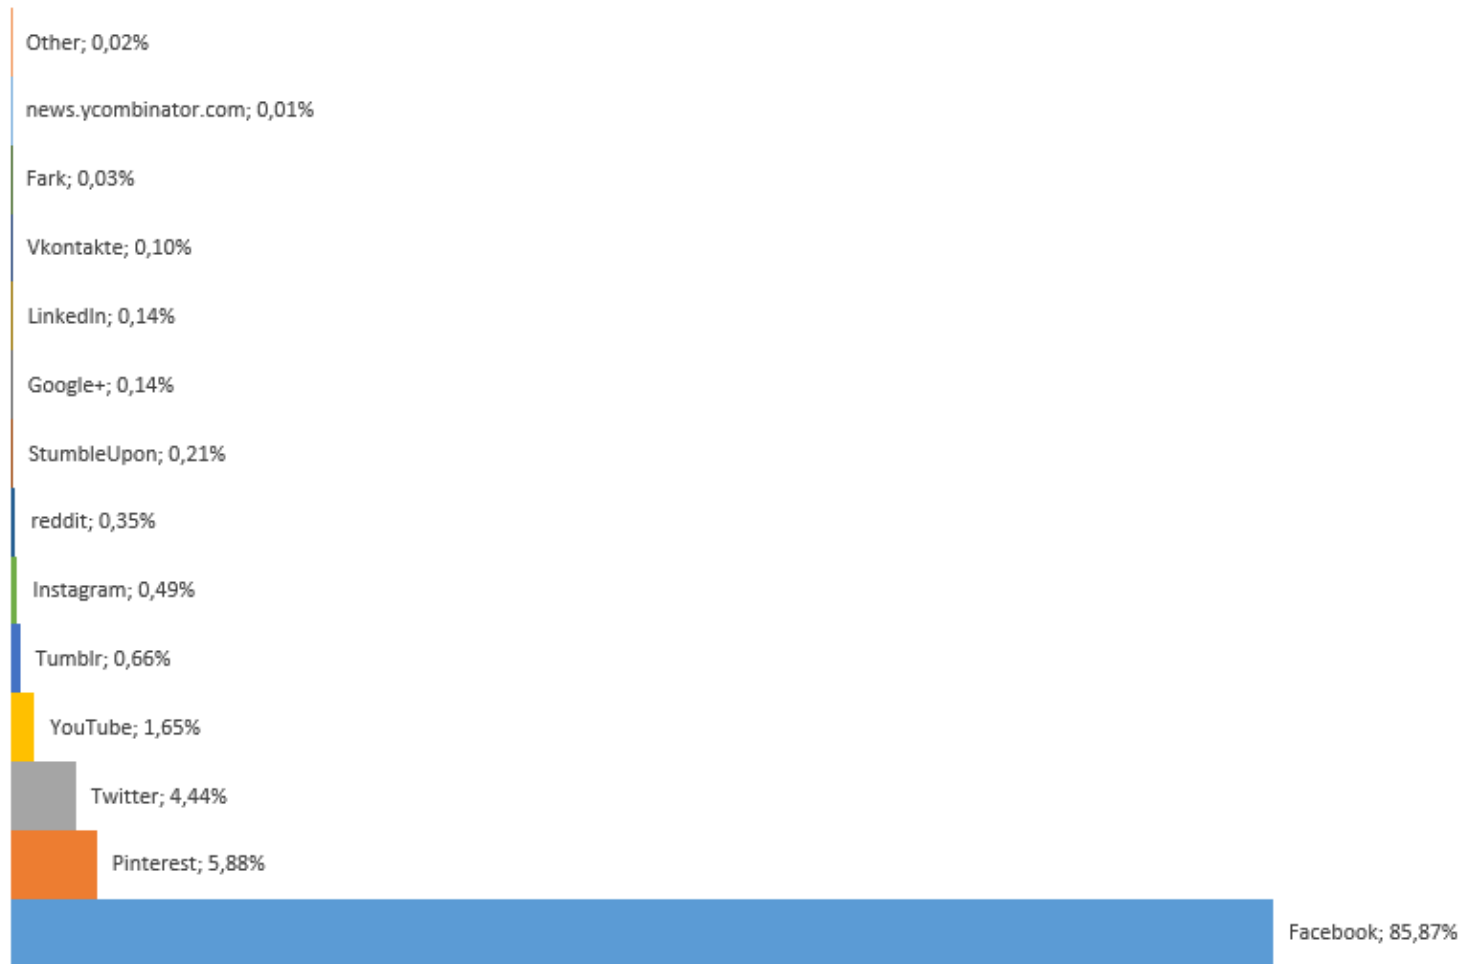 Other; 0,02%
news.ycombinator.com; 0,01%
Fark; 0,03%
Vkontakte; 0,10%
LinkedIn; 0,14%
Google+; 0,14%
StumbleUpon; 0,21%
reddit; 0,35%
Instagram; 0,49%
Tumblr; 0,66%
YouTube; 1,65%
Twitter; 4,44%
Pinterest; 5,88%
Facebook; 85,87%